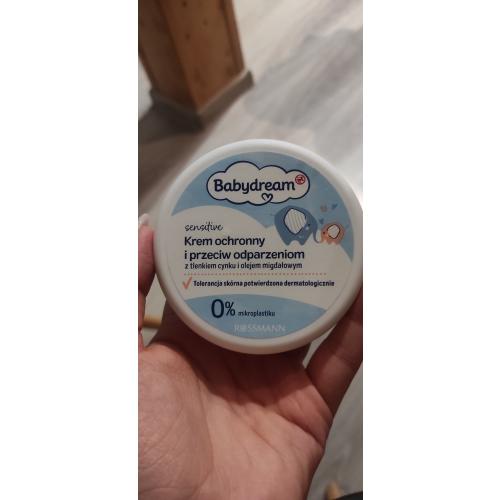 Babydream
sensitive
Krem ochronny
i przeciw odparzeniom
z tlenkiem cynku i olejem migdałowym
Tolerancja skórna potwierdzona dermatologicznie
0% mikroplastiku
ROSSMANN